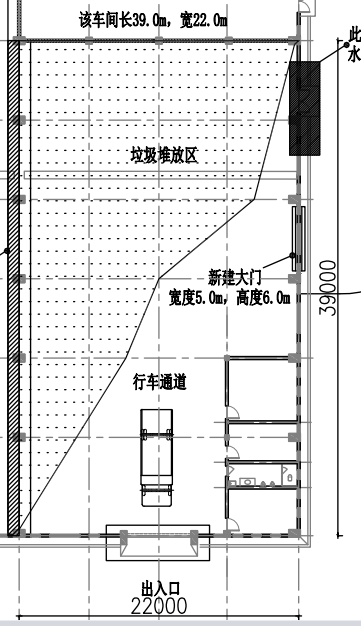 该车间长39.0m，宽22.0m
此
水
垃圾堆放区
新建大门
宽度5.0m，高度6.0m
39000
行车通道
出入口
22000